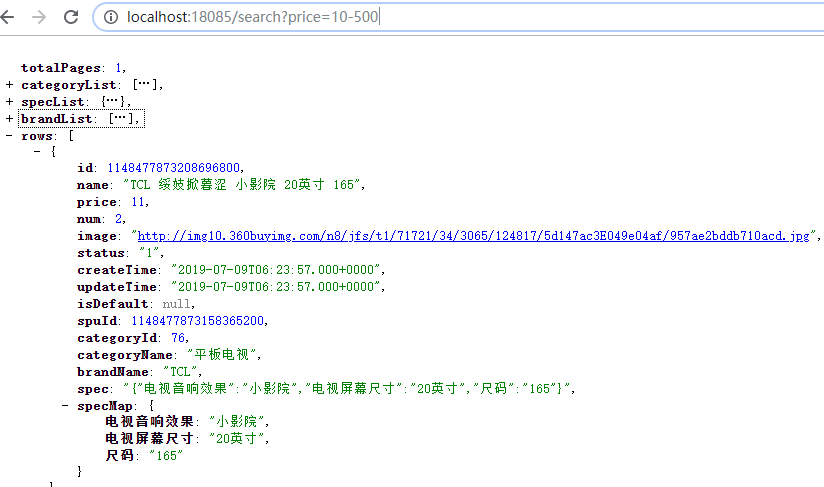 localhost:18085/search?price=10-500
totalPages: 1,
+ categoryList: […],
+ specList: {…},
+ brandList: […],
- rows: [
- {
id: 1148477873208696800,
name: "TCL 绥妓掀暮涩 小影院 20英寸 165",
price: 11,
num: 2,
image: "http://img10.360buyimg.com/n8/jfs/t1/71721/34/3065/124817/5d147ac3E049e04af/957ae2bddb710acd.jpg",
status: "1",
createTime: "2019-07-09T06:23:57.000+0000",
updateTime: "2019-07-09T06:23:57.000+0000",
isDefault: null,
spuId: 1148477873158365200,
categoryId: 76,
categoryName: "平板电视",
brandName: "TCL",
spec: "{"电视音响效果":"小影院","电视屏幕尺寸":"20英寸","尺码":"165"}",
- specMap: {
电视音响效果: "小影院",
电视屏幕尺寸: "20英寸",
尺码: "165"
}